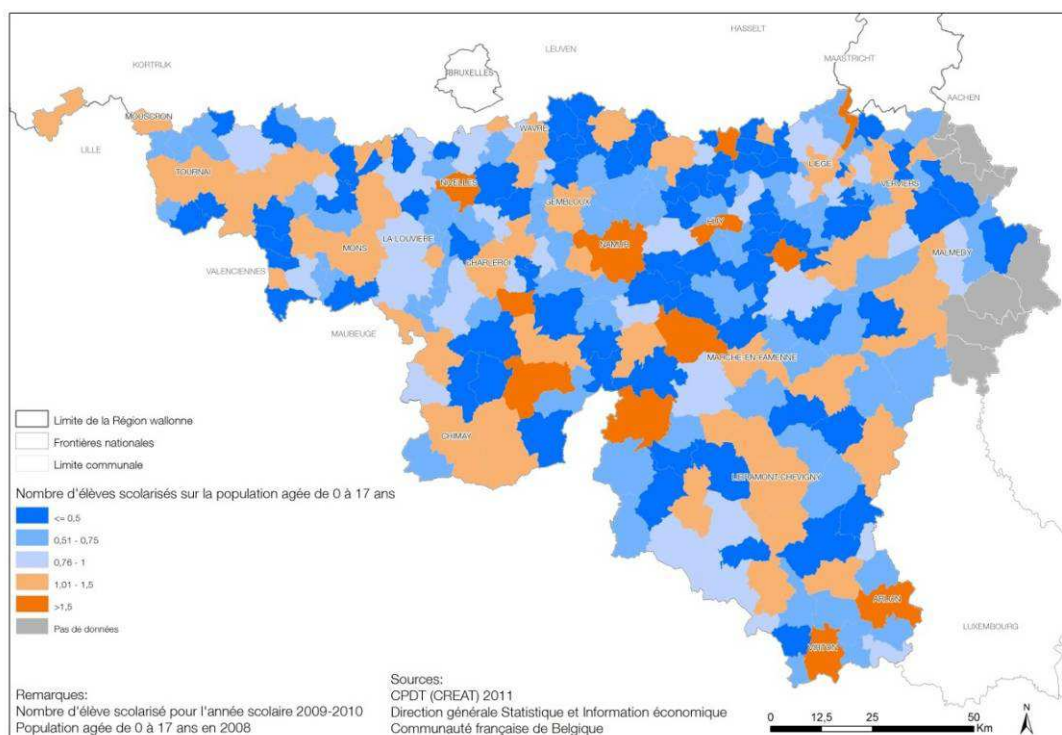 HASSELT
LEUVEN
MAASTRICHT
KORTRIJK
BRUXELLES
AACHEN
MOUSCRON
WAVRE
LILLE
LIEGE
TOURNAI
NIVELLES
VERVIERS
GEMBLOUX
HUY
MONS
LA LOUVIERE
NAMUR
MALMEDY
CHARLEROI
VALENCIENNES
MAUBEUGE
MARCHE-EN-FAMENNE
CHIMAY
LIBRAMONT-CHEVIGNY
ARLON
LUXEMBOURG
VIRTON
Limite de la Région wallonne
Frontières nationales
Limite communale
Nombre d'élèves scolarisés sur la population agée de 0 à 17 ans
<= 0,5
0,51 - 0,75
0,76 - 1
1,01 - 1,5
>1,5
Pas de données
Remarques:
Nombre d'élève scolarisé pour l'année scolaire 2009-2010
Population agée de 0 à 17 ans en 2008
Sources:
CPDT (CREAT) 2011
Direction générale Statistique et Information économique
Communauté française de Belgique
0 12,5 25 50
Km
N